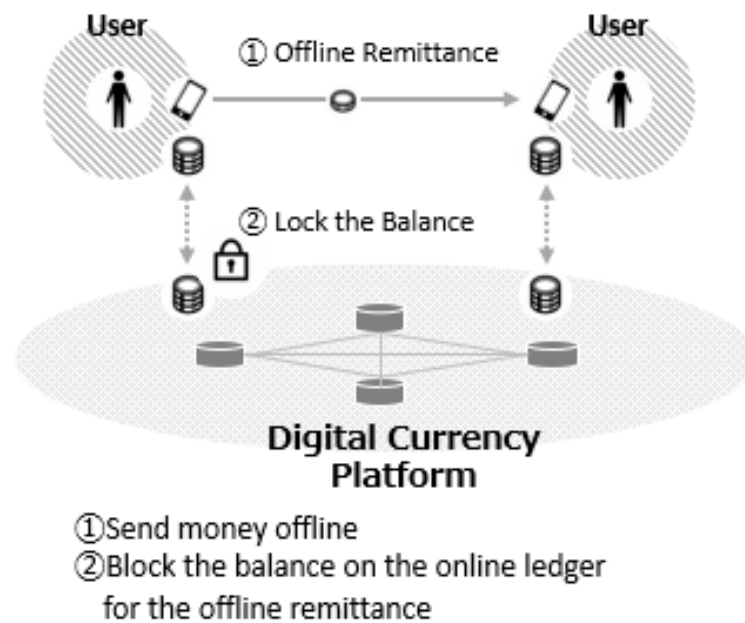 User
User
① Offline Remittance
② Lock the Balance
Digital Currency
Platform
①Send money offline
②Block the balance on the online ledger
for the offline remittance